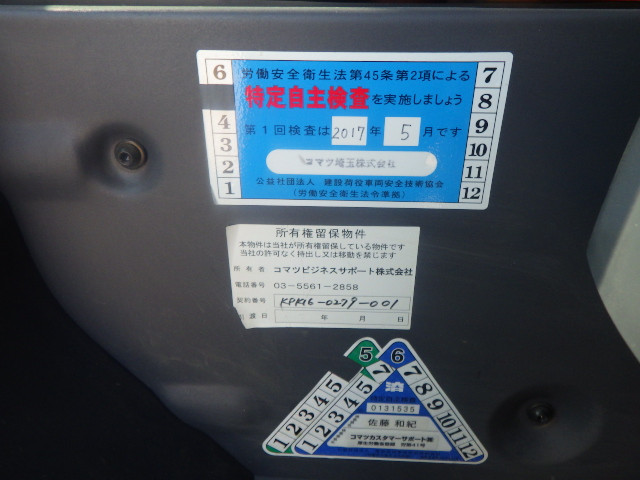 6 労働安全衛生法第45条第2項による 7
特定自主検査を実施しましょう 8
4 第1回検査は2017年5月です 9
3 10
2 コマツ埼玉株式会社 11
1 公益社団法人 建設荷役車両安全技術協会 12
(労働安全衛生法令準拠)
所有権留保物件
本物件は当社が所有権留保している物件です
当社の許可なく持出し又は移動を禁じます
所有者 コマツビジネスサポート株式会社
電話番号 03-5561-2858
契約番号 KPK16-0279-001
引渡日 年 月 日
5 6
1 2 3 4 5
1 2 3 4 5 7
7 8 9 10 11 12
特定自主検査
0131535
佐藤 和紀
コマツカスタマーサポート㈱